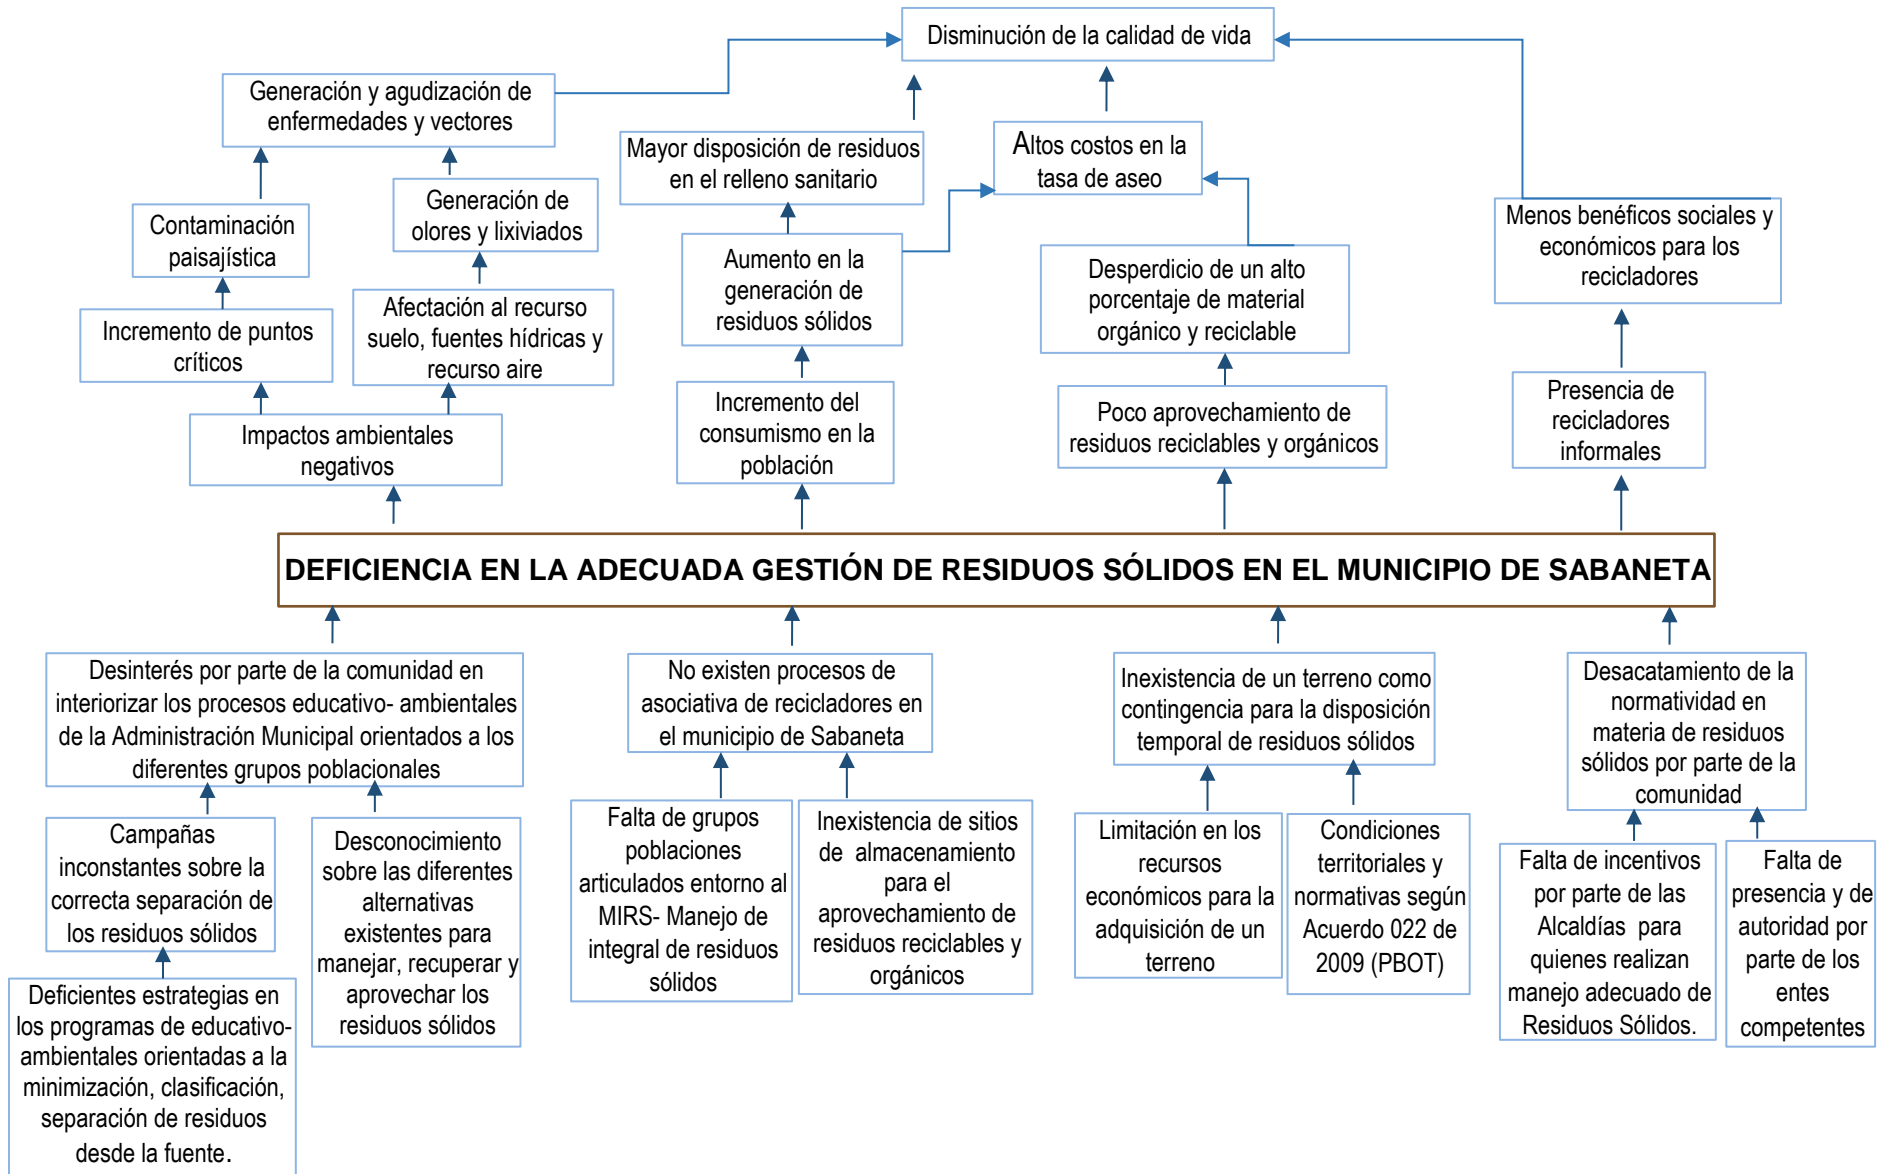 Disminución de la calidad de vida
Generación y agudización de
enfermedades y vectores
Mayor disposición de residuos
en el relleno sanitario
Altos costos en la
tasa de aseo
Contaminación
paisajística
Generación de
olores y lixiviados
Aumento en la
generación de
residuos sólidos
Desperdicio de un alto
porcentaje de material
orgánico y reciclable
Menos benéficos sociales y
económicos para los
recicladores
Incremento de puntos
críticos
Afectación al recurso
suelo, fuentes hídricas y
recurso aire
Impactos ambientales
negativos
Incremento del
consumismo en la
población
Poco aprovechamiento de
residuos reciclables y orgánicos
Presencia de
recicladores
informales
DEFICIENCIA EN LA ADECUADA GESTIÓN DE RESIDUOS SÓLIDOS EN EL MUNICIPIO DE SABANETA
Desinterés por parte de la comunidad en
interiorizar los procesos educativo- ambientales
de la Administración Municipal orientados a los
diferentes grupos poblacionales
No existen procesos de
asociativa de recicladores en
el municipio de Sabaneta
Inexistencia de un terreno como
contingencia para la disposición
temporal de residuos sólidos
Desacatamiento de la
normatividad en
materia de residuos
sólidos por parte de la
comunidad
Campañas
inconstantes sobre la
correcta separación de
los residuos sólidos
Desconocimiento
sobre las diferentes
alternativas
existentes para
manejar, recuperar y
aprovechar los
residuos sólidos
Falta de grupos
poblaciones
articulados entorno al
MIRS- Manejo de
integral de residuos
sólidos
Inexistencia de sitios
de almacenamiento
para el
aprovechamiento de
residuos reciclables y
orgánicos
Limitación en los
recursos
económicos para la
adquisición de un
terreno
Condiciones
territoriales y
normativas según
Acuerdo 022 de
2009 (PBOT)
Falta de incentivos
por parte de las
Alcaldías para
quienes realizan
manejo adecuado de
Residuos Sólidos.
Falta de
presencia y de
autoridad por
parte de los
entes
competentes
Deficientes estrategias en
los programas de educativo-
ambientales orientadas a la
minimización, clasificación,
separación de residuos
desde la fuente.